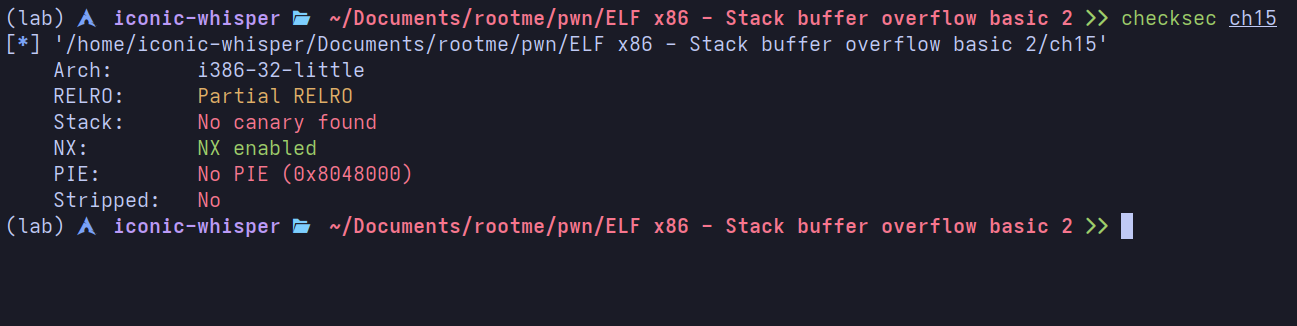 (lab) iconic-whisper ~/Documents/rootme/pwn/ELF x86 - Stack buffer overflow basic 2 >> checksec ch15
[*] '/home/iconic-whisper/Documents/rootme/pwn/ELF x86 - Stack buffer overflow basic 2/ch15'
    Arch:       i386-32-little
    RELRO:      Partial RELRO
    Stack:      No canary found
    NX:         NX enabled
    PIE:        No PIE (0x8048000)
    Stripped:   No
(lab) iconic-whisper ~/Documents/rootme/pwn/ELF x86 - Stack buffer overflow basic 2 >>